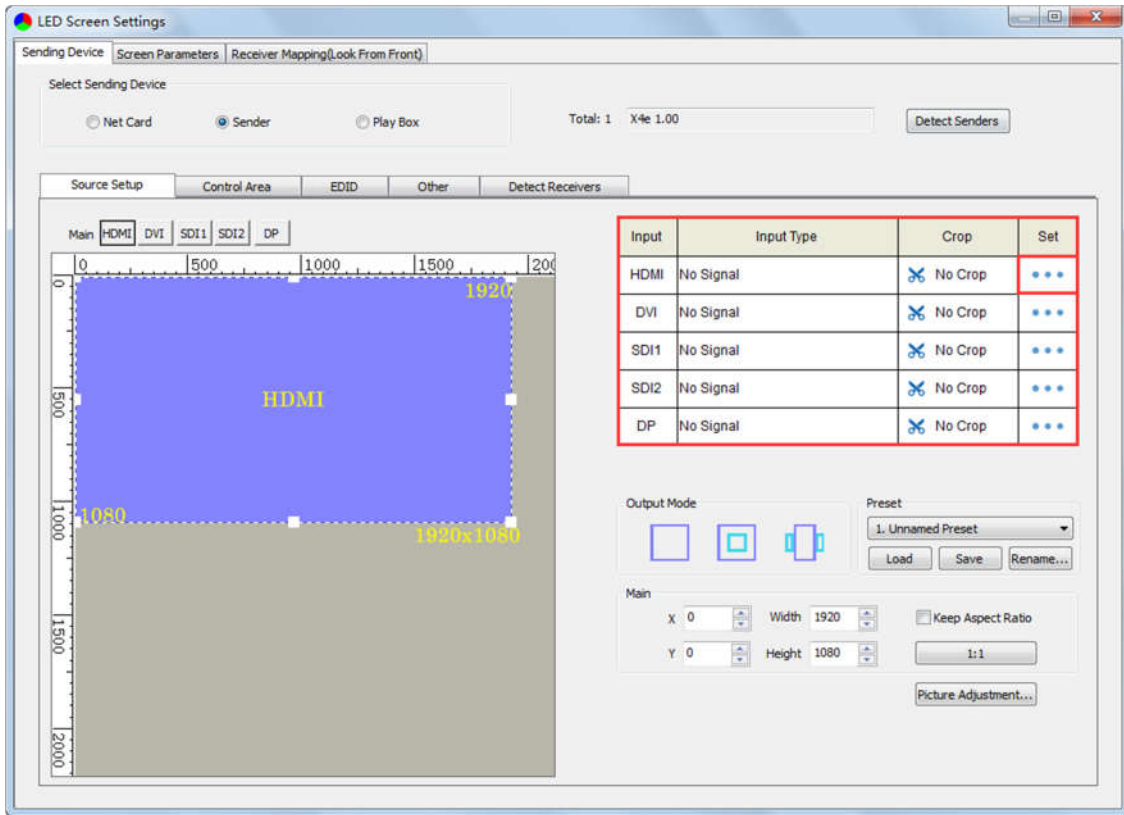 LED Screen Settings
Sending Device Screen Parameters Receiver Mapping(Look From Front)
Select Sending Device
Net Card Sender Play Box
Total: 1 X4e 1.00 Detect Senders
Source Setup Control Area EDID Other Detect Receivers
Main HDMI DVI SDI1 SDI2 DP
0 500 1000 1500 200
0
500
1000
1500
2000
1920
HDMI
1080
1920x1080
Input Input Type Crop Set
HDMI No Signal No Crop
DVI No Signal No Crop
SDI1 No Signal No Crop
SDI2 No Signal No Crop
DP No Signal No Crop
Output Mode
Preset
1. Unnamed Preset
Load Save Rename...
Main
X 0 Width 1920 Keep Aspect Ratio
Y 0 Height 1080 1:1
Picture Adjustment...